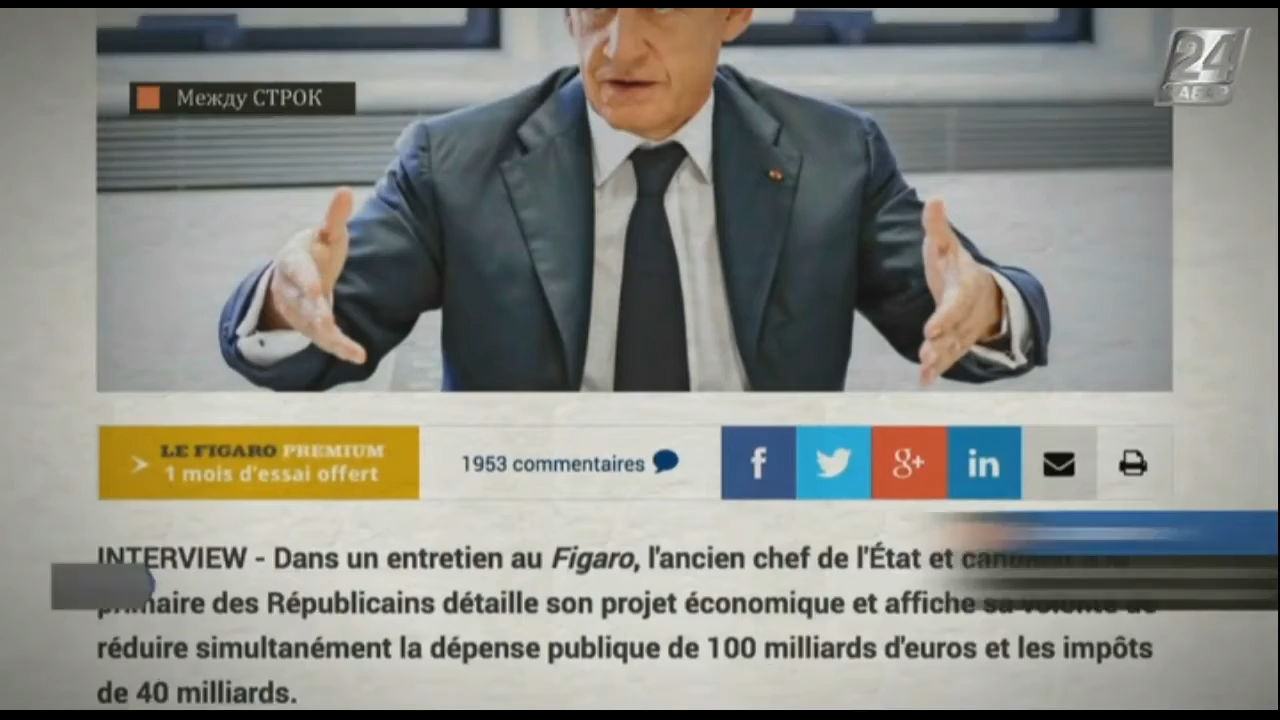 Между СТРОК
24
LE FIGARO PREMIUM
1 mois d'essai offert
1953 commentaires
f
g+
in
INTERVIEW - Dans un entretien au Figaro, l'ancien chef de l'État et
des Républicains détaille son projet économique et affiche sa volonté de
réduire simultanément la dépense publique de 100 milliards d'euros et les impôts
de 40 milliards.